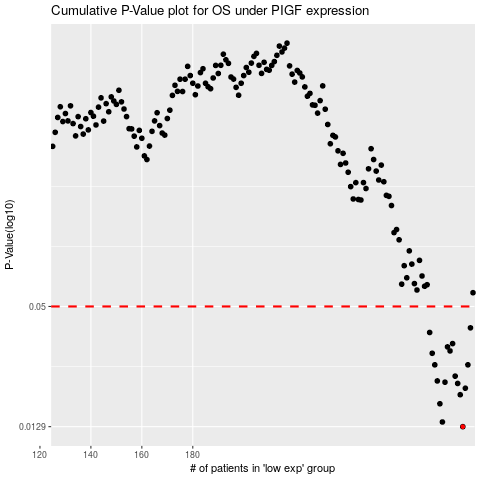 Cumulative P-Value plot for OS under PIGF expression
P-Value(log10)
0.05
0.0129
120 140 160 180
# of patients in 'low exp' group